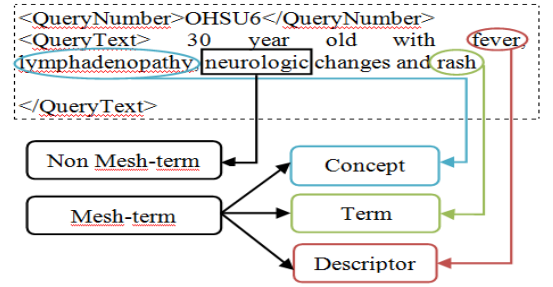 <QueryNumber>OHSU6</QueryNumber>
<QueryText> 30 year old with fever,
lymphadenopathy, neurologic changes and rash
</QueryText>
Non Mesh-term
Concept
Mesh-term
Term
Descriptor